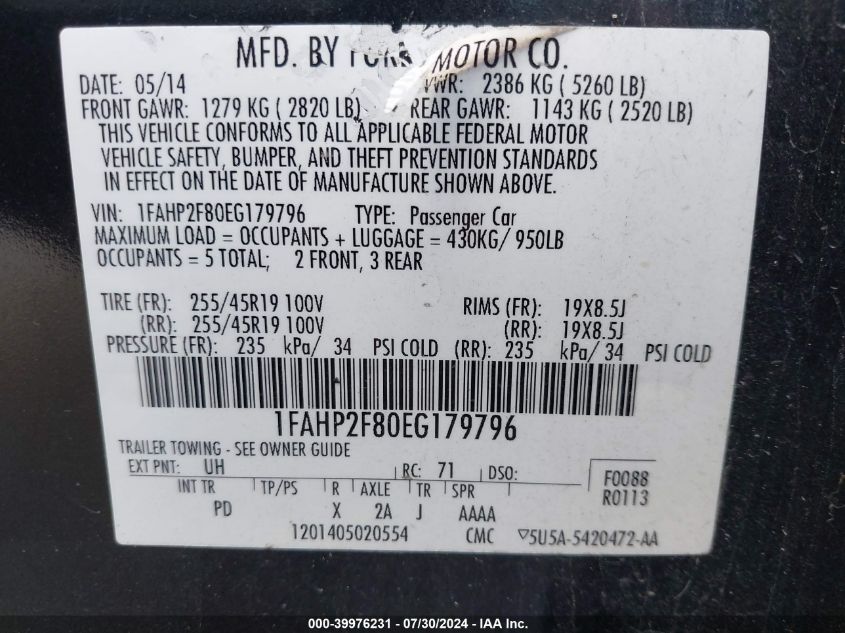 MFD. BY FORD MOTOR CO.
DATE: 05/14 VWR: 2386 KG ( 5260 LB)
FRONT GAWR: 1279 KG ( 2820 LB) REAR GAWR: 1143 KG ( 2520 LB)
THIS VEHICLE CONFORMS TO ALL APPLICABLE FEDERAL MOTOR
VEHICLE SAFETY, BUMPER, AND THEFT PREVENTION STANDARDS
IN EFFECT ON THE DATE OF MANUFACTURE SHOWN ABOVE.
VIN: 1FAHP2F80EG179796 TYPE: Passenger Car
MAXIMUM LOAD = OCCUPANTS + LUGGAGE = 430KG/ 950LB
OCCUPANTS = 5 TOTAL; 2 FRONT, 3 REAR
TIRE (FR): 255/45R19 100V RIMS (FR): 19X8.5J
(RR): 255/45R19 100V (RR): 19X8.5J
PRESSURE (FR): 235 kPa/ 34 PSI COLD (RR): 235 kPa/ 34 PSI COLD
1FAHP2F80EG179796
TRAILER TOWING - SEE OWNER GUIDE
EXT PNT: UH RC: 71 DSO: F0088
INT TR TP/PS R AXLE TR SPR R0113
PD X 2A J AAAA
1201405020554 CMC ▽5U5A-5420472-AA
000-39976231 - 07/30/2024 - IAA Inc.